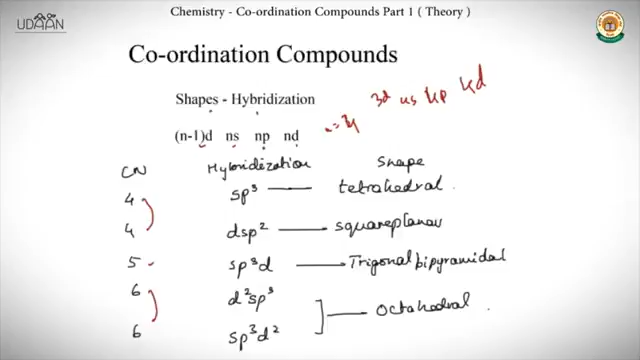 UDAAN
Chemistry - Co-ordination Compounds Part 1 ( Theory )
Co-ordination Compounds
Shapes - Hybridization
3d 4s 4p 4d
(n-1)d ns np nd
CN Hybridization Shape
4 sp³ — tetrahedral
4 dsp² — squareplanar
5 sp³d — Trigonal bipyramidal
6 d²sp³
Octahedral
6 sp³d²